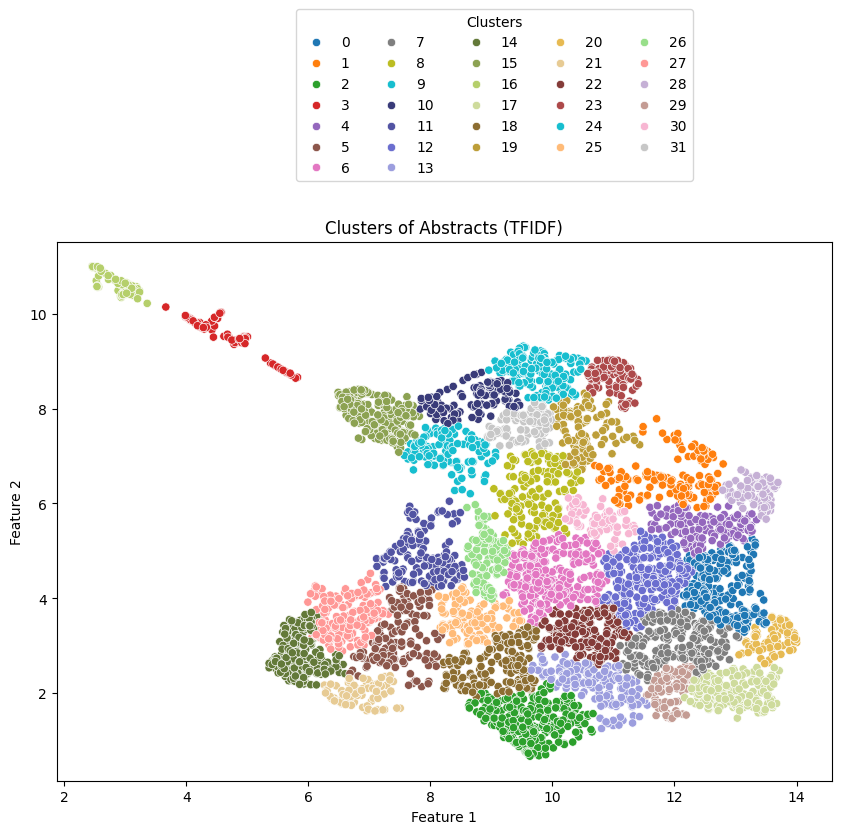 Clusters
0 7 14 20 26
1 8 15 21 27
2 9 16 22 28
3 10 17 23 29
4 11 18 24 30
5 12 19 25 31
6 13
Clusters of Abstracts (TFIDF)
10
8
6
4
2
Feature 2
2 4 6 8 10 12 14
Feature 1